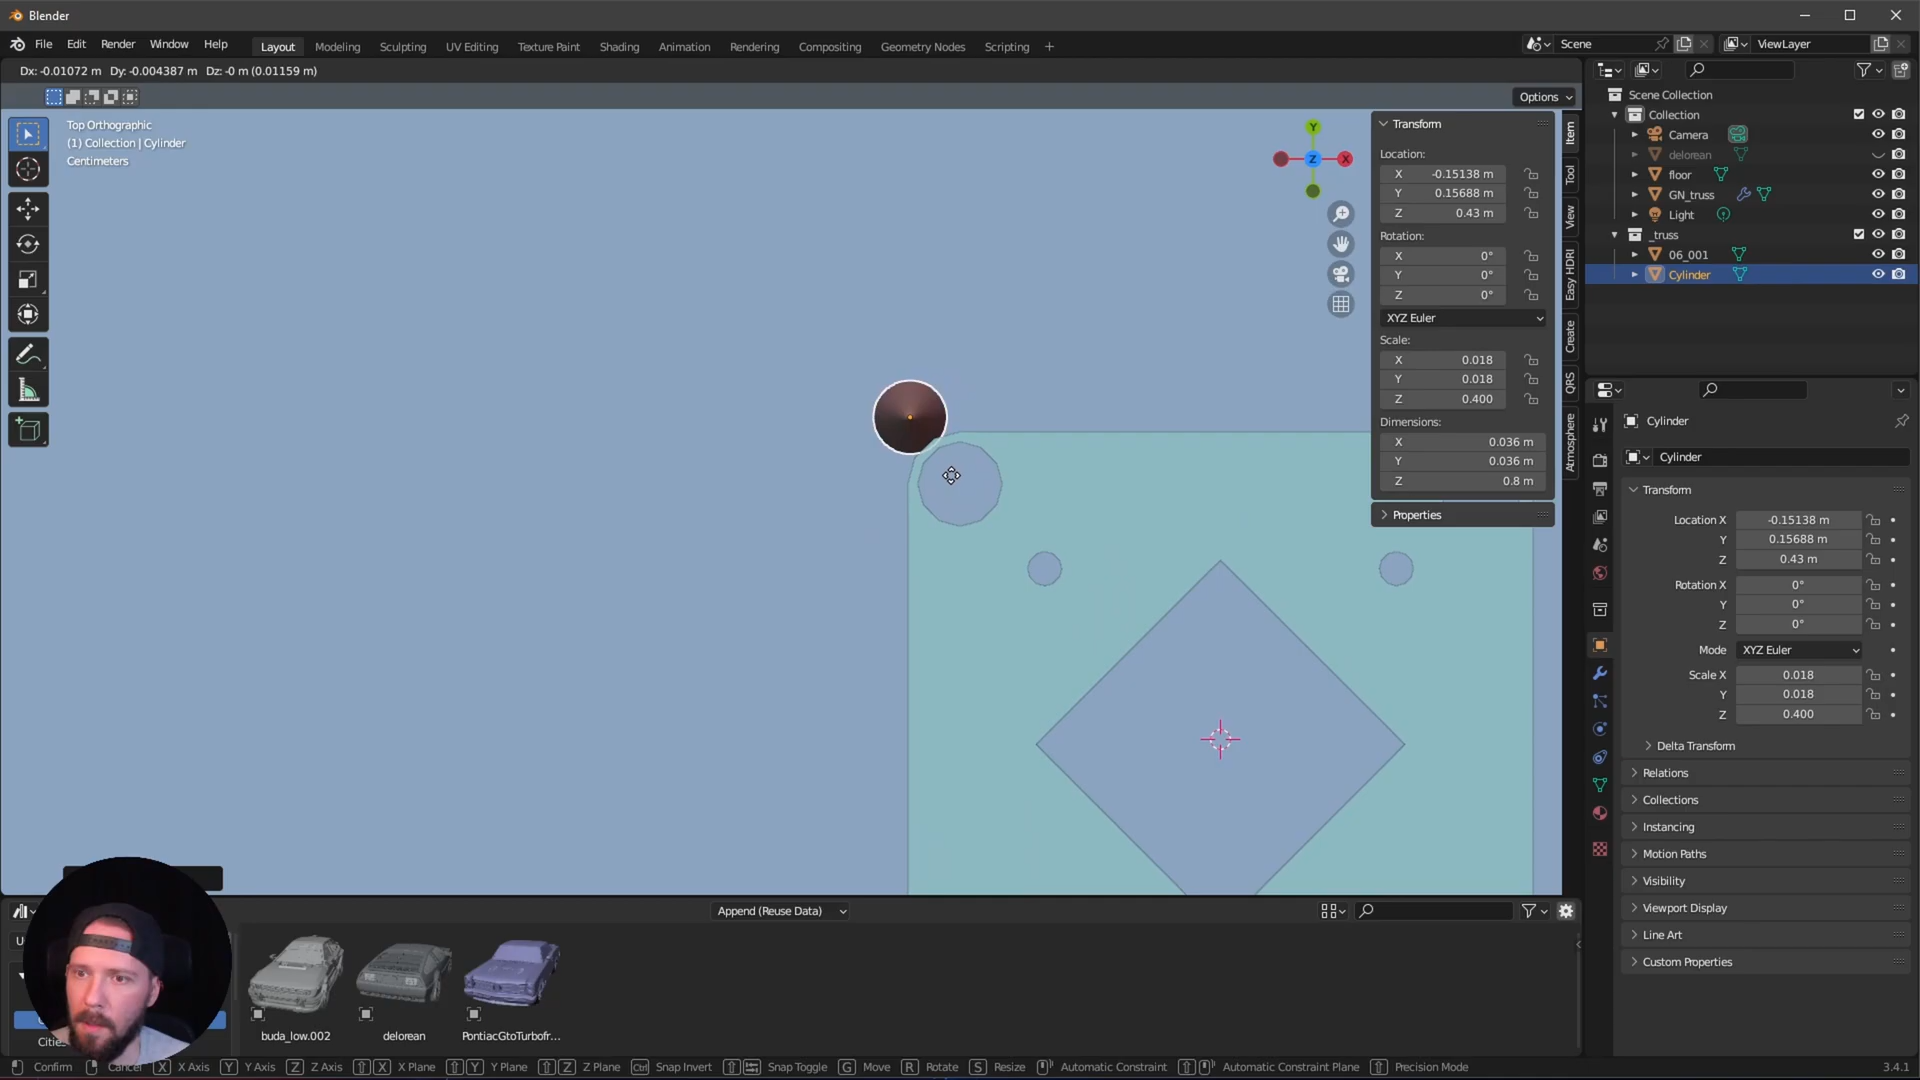 Blender
File Edit Render Window Help Layout Modeling Sculpting UV Editing Texture Paint Shading Animation Rendering Compositing Geometry Nodes Scripting + Scene ViewLayer
Dx: -0.01072 m Dy: -0.004387 m Dz: -0 m (0.01159 m)
Options
Top Orthographic
(1) Collection | Cylinder
Centimeters
Y
Z
X
Transform
Location:
X -0.15138 m
Y 0.15688 m
Z 0.43 m
Rotation:
X 0°
Y 0°
Z 0°
XYZ Euler
Scale:
X 0.018
Y 0.018
Z 0.400
Dimensions:
X 0.036 m
Y 0.036 m
Z 0.8 m
Properties
Item
Tool
View
Easy HDRI
Create
QRS
Atmosphere
Scene Collection
Collection
Camera
delorean
floor
GN_truss
Light
_truss
06_001
Cylinder
Cylinder
Cylinder
Transform
Location X -0.15138 m
Y 0.15688 m
Z 0.43 m
Rotation X 0°
Y 0°
Z 0°
Mode XYZ Euler
Scale X 0.018
Y 0.018
Z 0.400
Delta Transform
Relations
Collections
Instancing
Motion Paths
Visibility
Viewport Display
Line Art
Custom Properties
Append (Reuse Data)
buda_low.002 delorean PontiacGtoTurbofr...
Confirm Cancel X X Axis Y Y Axis Z Z Axis X X Plane Y Y Plane Z Z Plane Ctrl Snap Invert Snap Toggle G Move R Rotate S Resize Automatic Constraint Automatic Constraint Plane Precision Mode 3.4.1